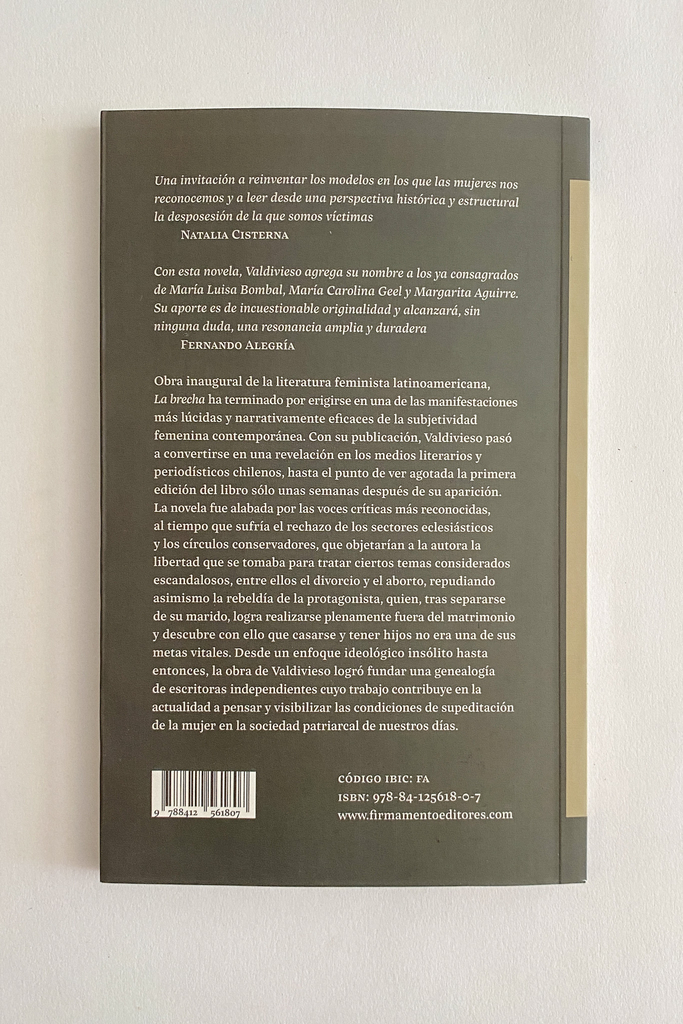 Una invitación a reinventar los modelos en los que las mujeres nos
reconocemos y a leer desde una perspectiva histórica y estructural
la desposesión de la que somos víctimas
NATALIA CISTERNA
Con esta novela, Valdivieso agrega su nombre a los ya consagrados
de María Luisa Bombal, María Carolina Geel y Margarita Aguirre.
Su aporte es de incuestionable originalidad y alcanzará, sin
ninguna duda, una resonancia amplia y duradera
FERNANDO ALEGRÍA
Obra inaugural de la literatura feminista latinoamericana,
La brecha ha terminado por erigirse en una de las manifestaciones
más lúcidas y narrativamente eficaces de la subjetividad
femenina contemporánea. Con su publicación, Valdivieso pasó
a convertirse en una revelación en los medios literarios y
periodísticos chilenos, hasta el punto de ver agotada la primera
edición del libro sólo unas semanas después de su aparición.
La novela fue alabada por las voces críticas más reconocidas,
al tiempo que sufría el rechazo de los sectores eclesiásticos
y los círculos conservadores, que objetarían a la autora la
libertad que se tomaba para tratar ciertos temas considerados
escandalosos, entre ellos el divorcio y el aborto, repudiando
asimismo la rebeldía de la protagonista, quien, tras separarse
de su marido, logra realizarse plenamente fuera del matrimonio
y descubre con ello que casarse y tener hijos no era una de sus
metas vitales. Desde un enfoque ideológico insólito hasta
entonces, la obra de Valdivieso logró fundar una genealogía
de escritoras independientes cuyo trabajo contribuye en la
actualidad a pensar y visibilizar las condiciones de supeditación
de la mujer en la sociedad patriarcal de nuestros días.
CÓDIGO IBIC: FA
ISBN: 978-84-125618-0-7
www.firmamentoeditores.com
9 788412 561807